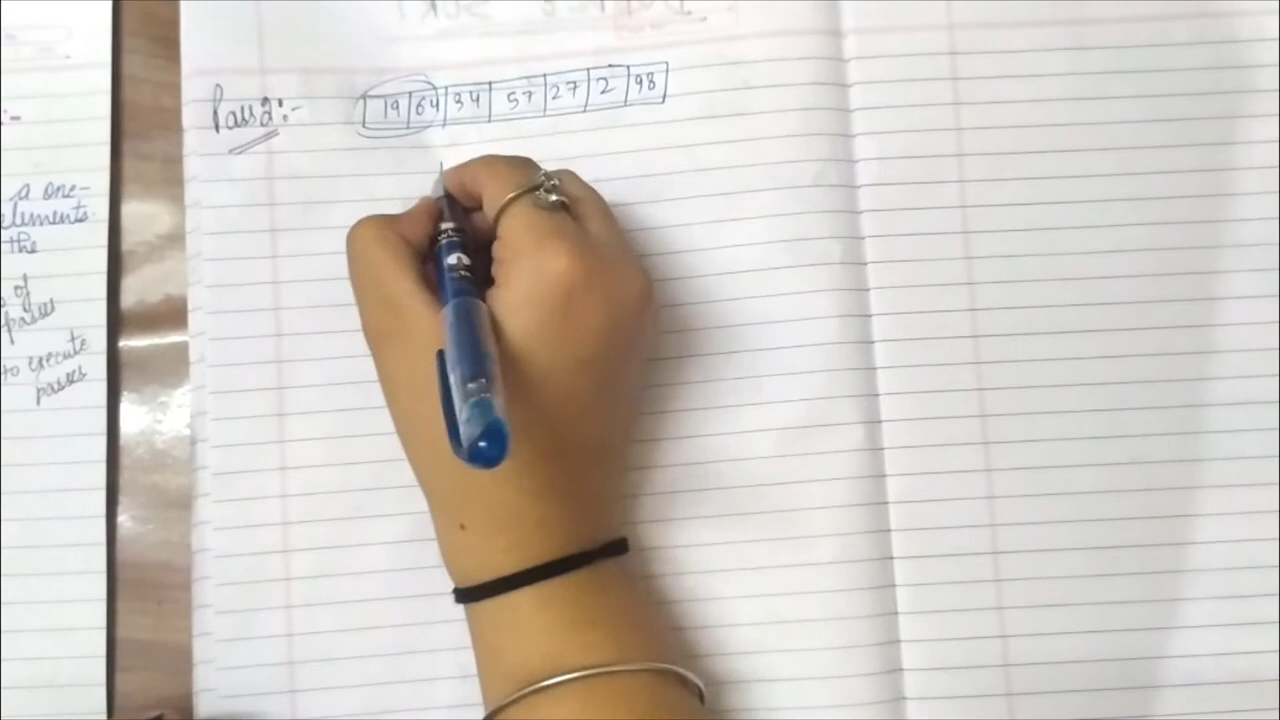 Pass 2:-
19 64 34 57 27 2 98
:-
a one-
elements
the
of
passes
to execute
passes